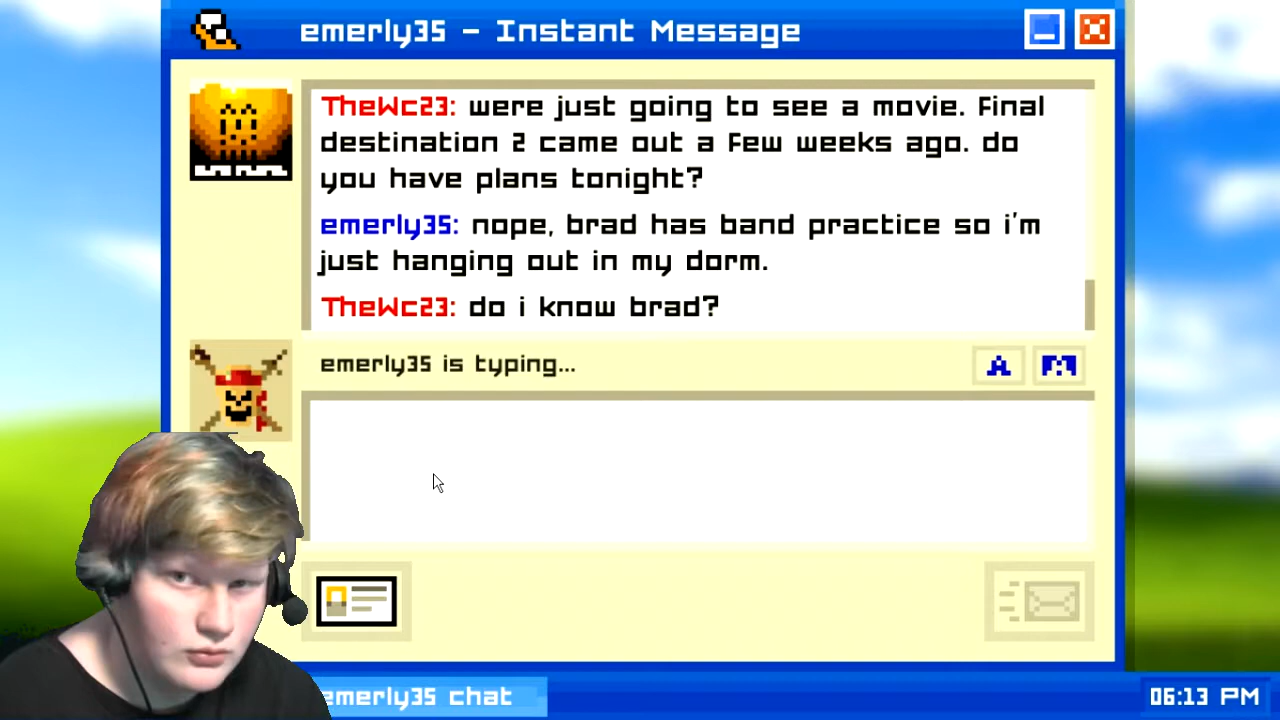 emerly35 - Instant Message
TheWc23: were just going to see a movie. Final
destination 2 came out a few weeks ago. do
you have plans tonight?
emerly35: nope, brad has band practice so i'm
just hanging out in my dorm.
TheWc23: do i know brad?
emerly35 is typing...
A
emerly35 chat
06:13 PM